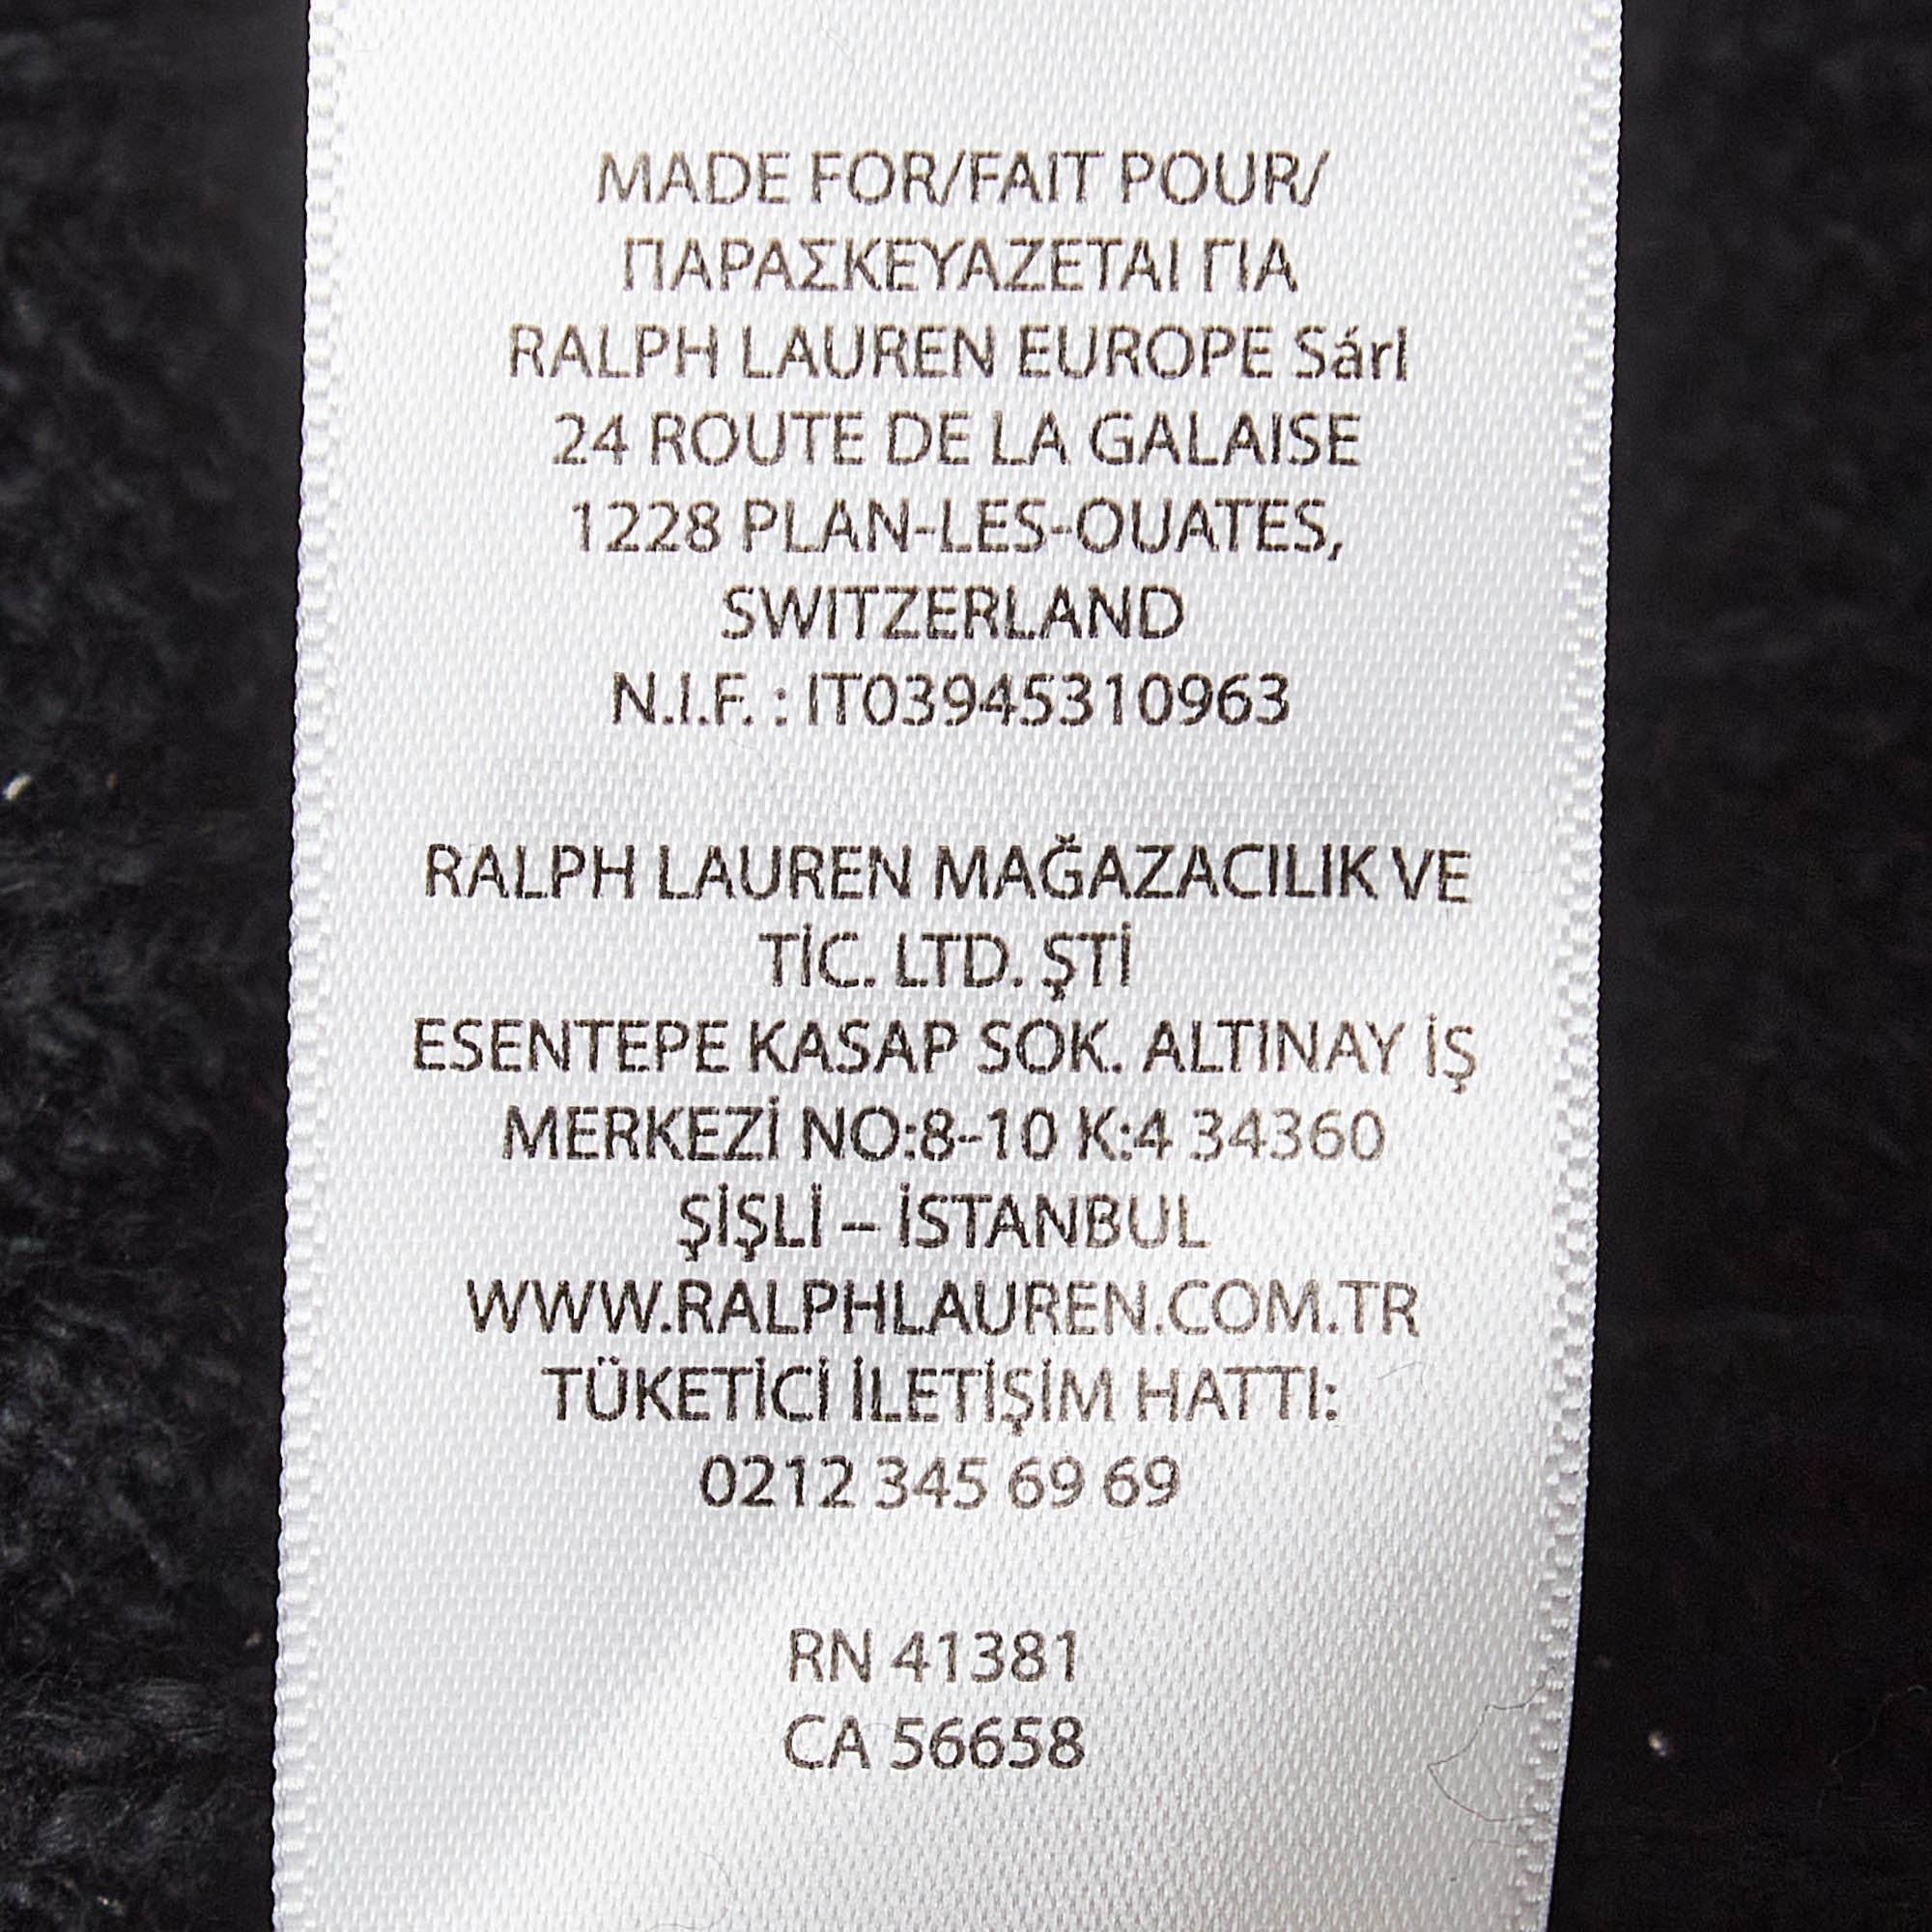 MADE FOR/FAIT POUR/
ΠΑΡΑΣΚΕΥΑΖΕΤΑΙ ΓΙΑ
RALPH LAUREN EUROPE Sárl
24 ROUTE DE LA GALAISE
1228 PLAN-LES-OUATES,
SWITZERLAND
N.I.F. : IT03945310963
RALPH LAUREN MAĞAZACILIK VE
TİC. LTD. ŞTİ
ESENTEPE KASAP SOK. ALTINAY İŞ
MERKEZİ NO:8-10 K:4 34360
ŞİŞLİ – İSTANBUL
WWW.RALPHLAUREN.COM.TR
TÜKETİCİ İLETİŞİM HATTI:
0212 345 69 69
RN 41381
CA 56658